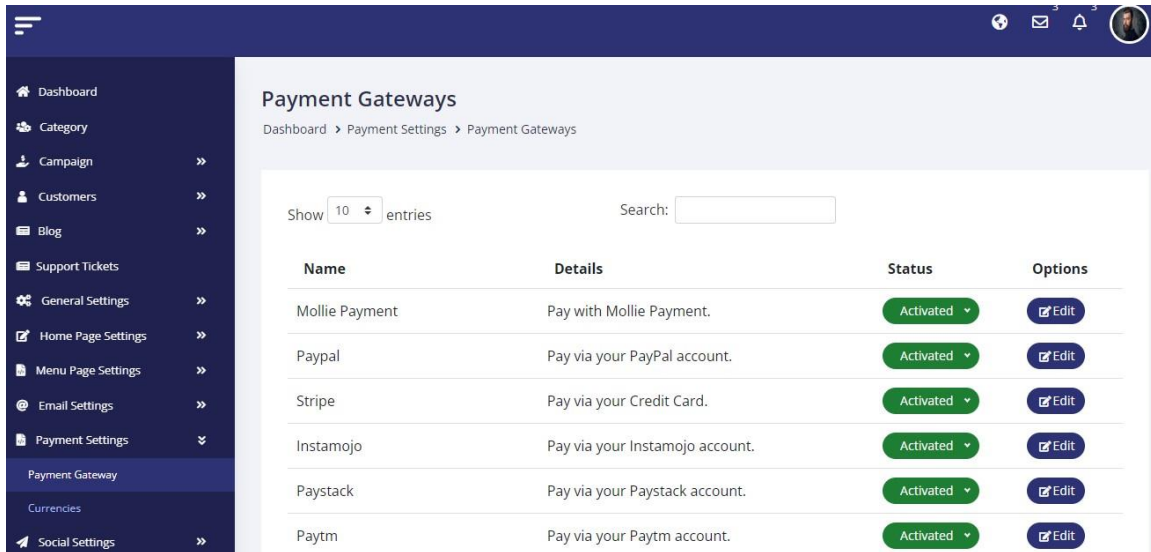 3 3
Dashboard
Category
Campaign
Customers
Blog
Support Tickets
General Settings
Home Page Settings
Menu Page Settings
@ Email Settings
Payment Settings
Payment Gateway
Currencies
Social Settings
Payment Gateways
Dashboard > Payment Settings > Payment Gateways
Show 10 entries Search:
Name Details Status Options
Mollie Payment Pay with Mollie Payment. Activated Edit
Paypal Pay via your PayPal account. Activated Edit
Stripe Pay via your Credit Card. Activated Edit
Instamojo Pay via your Instamojo account. Activated Edit
Paystack Pay via your Paystack account. Activated Edit
Paytm Pay via your Paytm account. Activated Edit